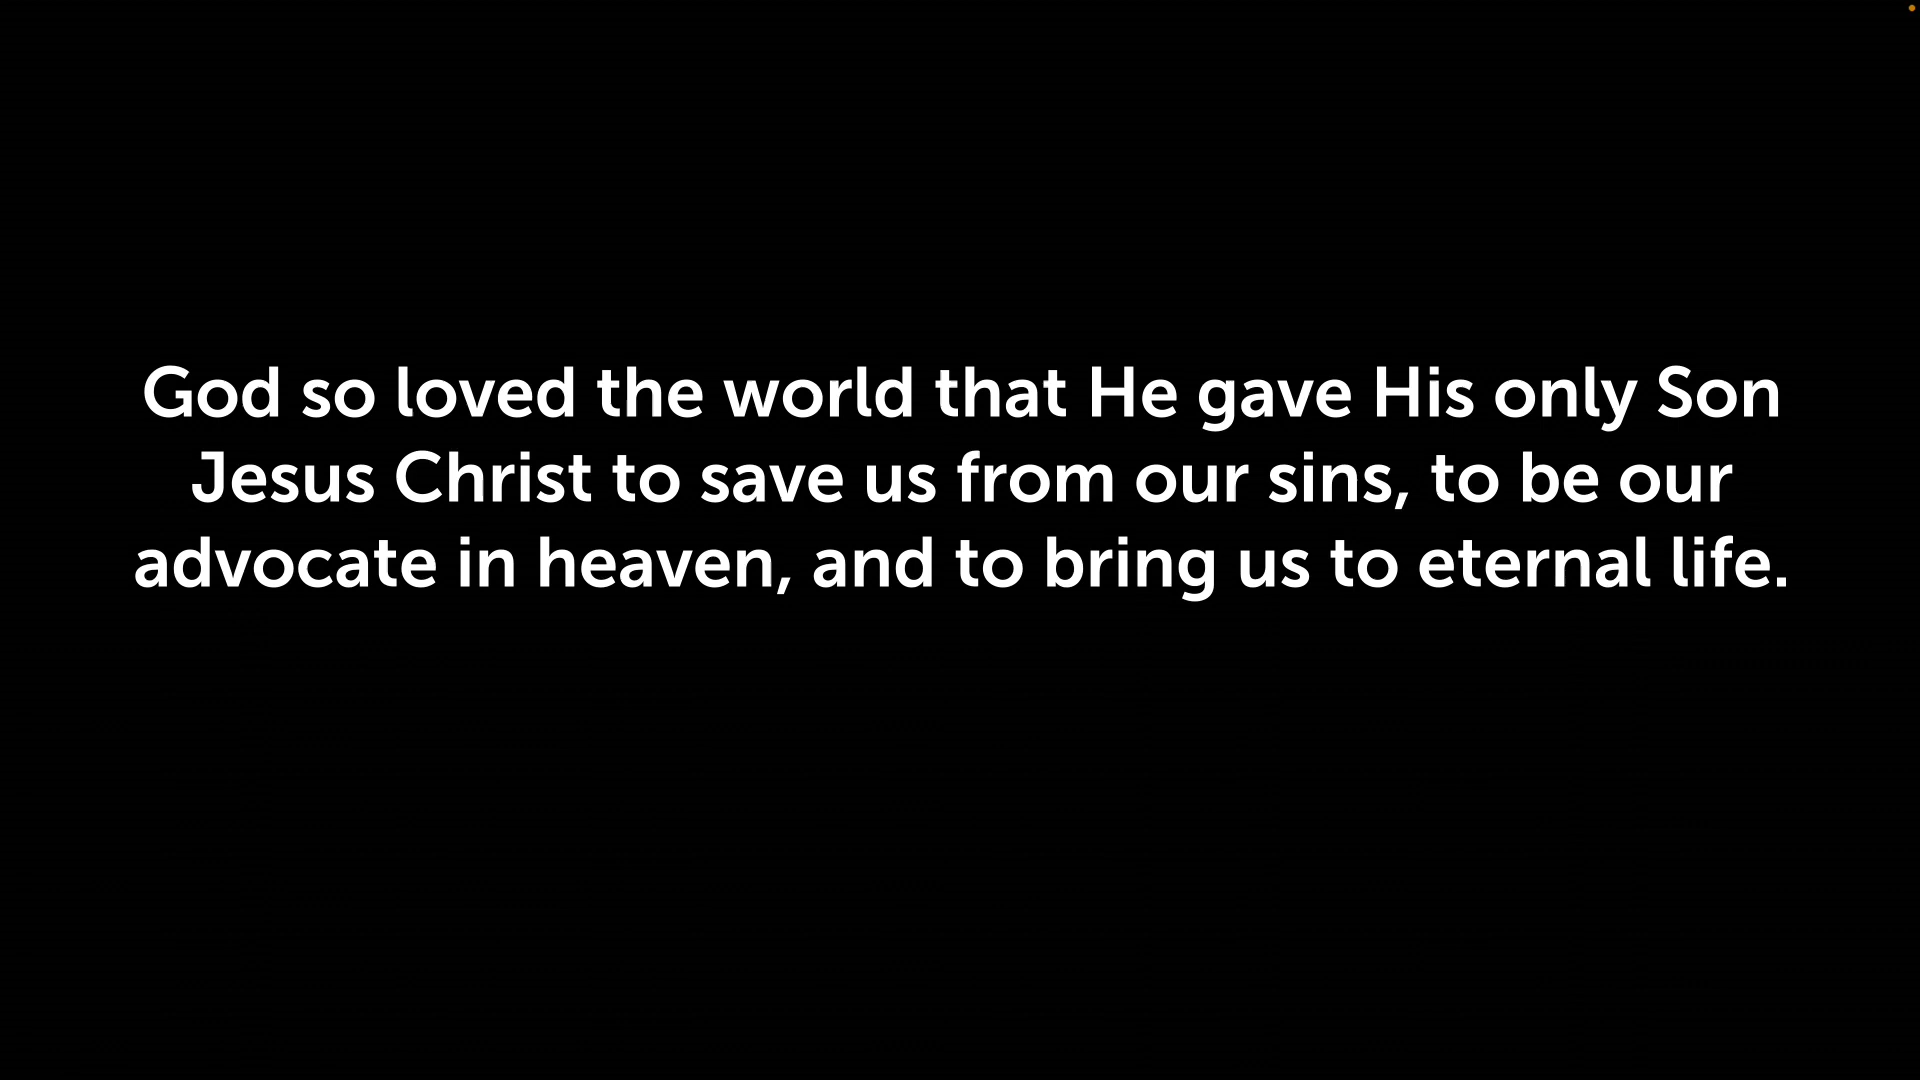 God so loved the world that He gave His only Son
Jesus Christ to save us from our sins, to be our
advocate in heaven, and to bring us to eternal life.